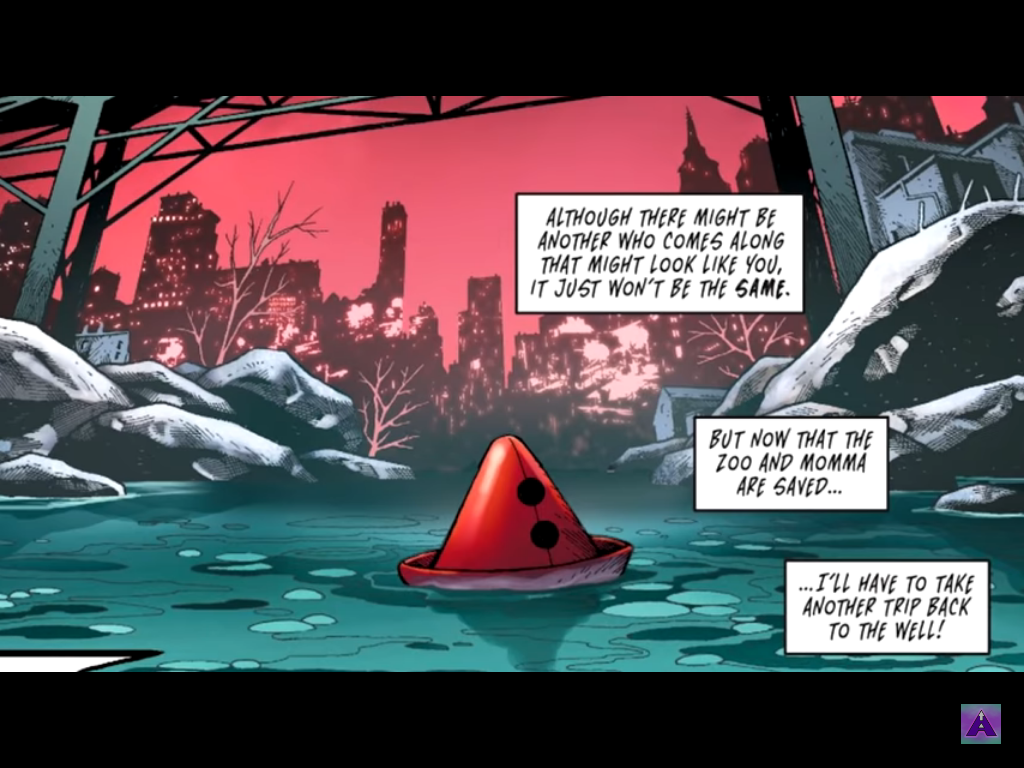 ALTHOUGH THERE MIGHT BE
ANOTHER WHO COMES ALONG
THAT MIGHT LOOK LIKE YOU,
IT JUST WON'T BE THE SAME.
BUT NOW THAT THE
ZOO AND MOMMA
ARE SAVED...
...I'LL HAVE TO TAKE
ANOTHER TRIP BACK
TO THE WELL!
A